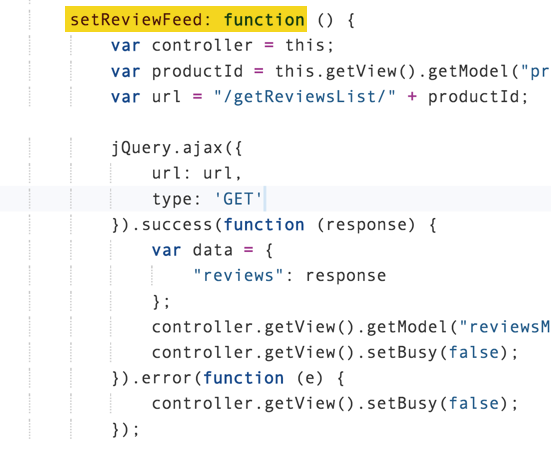 setReviewFeed: function () {
var controller = this;
var productId = this.getView().getModel("pr
var url = "/getReviewsList/" + productId;
jQuery.ajax({
url: url,
type: 'GET'
}).success(function (response) {
var data = {
"reviews": response
};
controller.getView().getModel("reviewsM
controller.getView().setBusy(false);
}).error(function (e) {
controller.getView().setBusy(false);
});